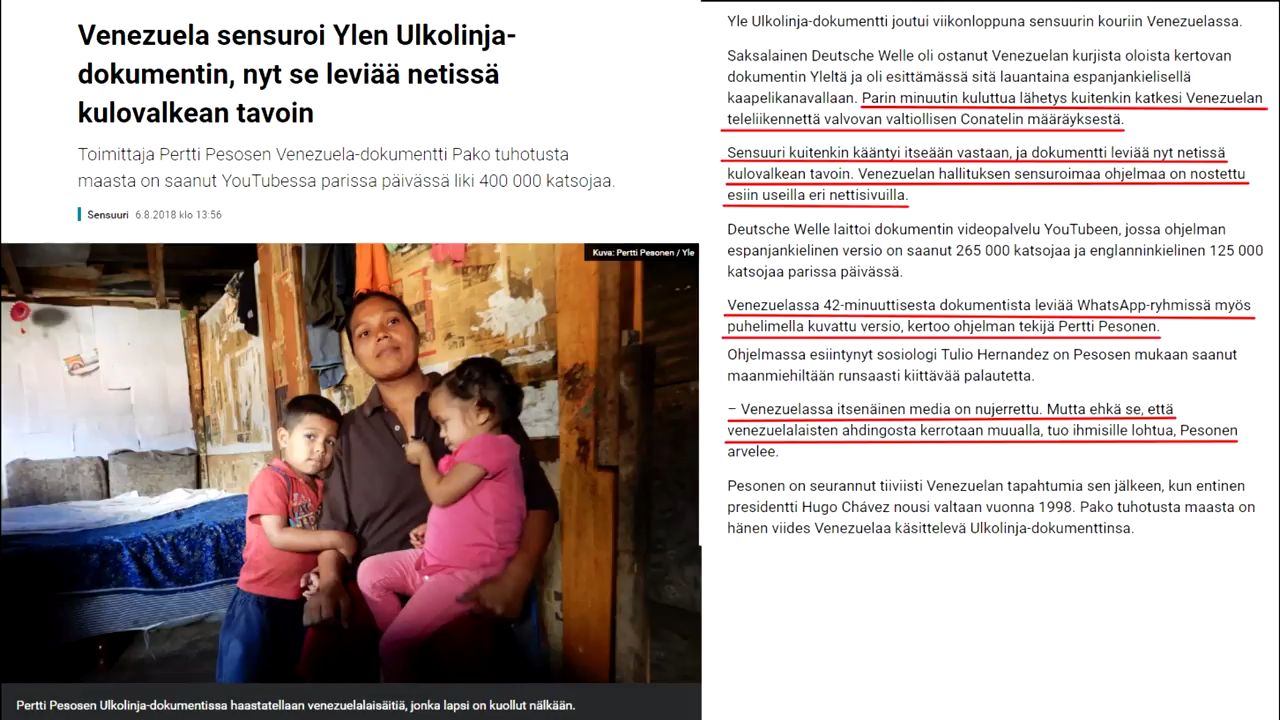 Venezuela sensuroi Ylen Ulkolinja-
dokumentin, nyt se leviää netissä
kulovalkean tavoin
Toimittaja Pertti Pesosen Venezuela-dokumentti Pako tuhotusta
maasta on saanut YouTubessa parissa päivässä liki 400 000 katsojaa.
Sensuuri 6.8.2018 klo 13:56
Kuva: Pertti Pesonen / Yle
Pertti Pesosen Ulkolinja-dokumentissa haastatellaan venezuelalaisäitiä, jonka lapsi on kuollut nälkään.
Yle Ulkolinja-dokumentti joutui viikonloppuna sensuurin kouriin Venezuelassa.
Saksalainen Deutsche Welle oli ostanut Venezuelan kurjista oloista kertovan
dokumentin Yleltä ja oli esittämässä sitä lauantaina espanjankielisellä
kaapelikanavallaan. Parin minuutin kuluttua lähetys kuitenkin katkesi Venezuelan
teleliikennettä valvovan valtiollisen Conatelin määräyksestä.
Sensuuri kuitenkin kääntyi itseään vastaan, ja dokumentti leviää nyt netissä
kulovalkean tavoin. Venezuelan hallituksen sensuroimaa ohjelmaa on nostettu
esiin useilla eri nettisivuilla.
Deutsche Welle laittoi dokumentin videopalvelu YouTubeen, jossa ohjelman
espanjankielinen versio on saanut 265 000 katsojaa ja englanninkielinen 125 000
katsojaa parissa päivässä.
Venezuelassa 42-minuuttisesta dokumentista leviää WhatsApp-ryhmissä myös
puhelimella kuvattu versio, kertoo ohjelman tekijä Pertti Pesonen.
Ohjelmassa esiintynyt sosiologi Tulio Hernandez on Pesosen mukaan saanut
maanmiehiltään runsaasti kiittävää palautetta.
– Venezuelassa itsenäinen media on nujerrettu. Mutta ehkä se, että
venezuelalaisten ahdingosta kerrotaan muualla, tuo ihmisille lohtua, Pesonen
arvelee.
Pesonen on seurannut tiiviisti Venezuelan tapahtumia sen jälkeen, kun entinen
presidentti Hugo Chávez nousi valtaan vuonna 1998. Pako tuhotusta maasta on
hänen viides Venezuelaa käsittelevä Ulkolinja-dokumenttinsa.